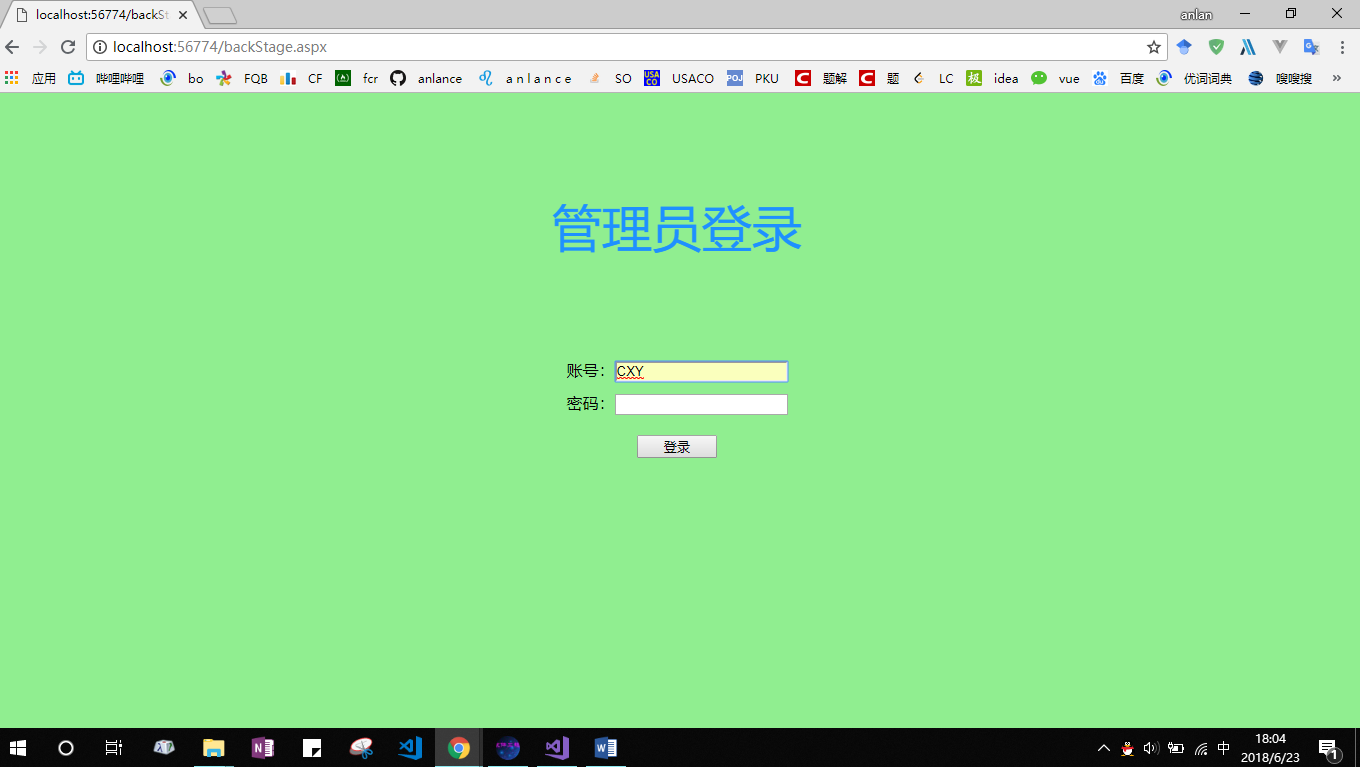 localhost:56774/backSt
anlan
localhost:56774/backStage.aspx
应用 哔哩哔哩 bo FQB CF fcr anlance a n l a n c e SO USACO PKU 题解 题 LC idea vue 百度 优词词典 嗖嗖搜 »
管理员登录
账号： CXY
密码：
登录
中
18:04
2018/6/23
1